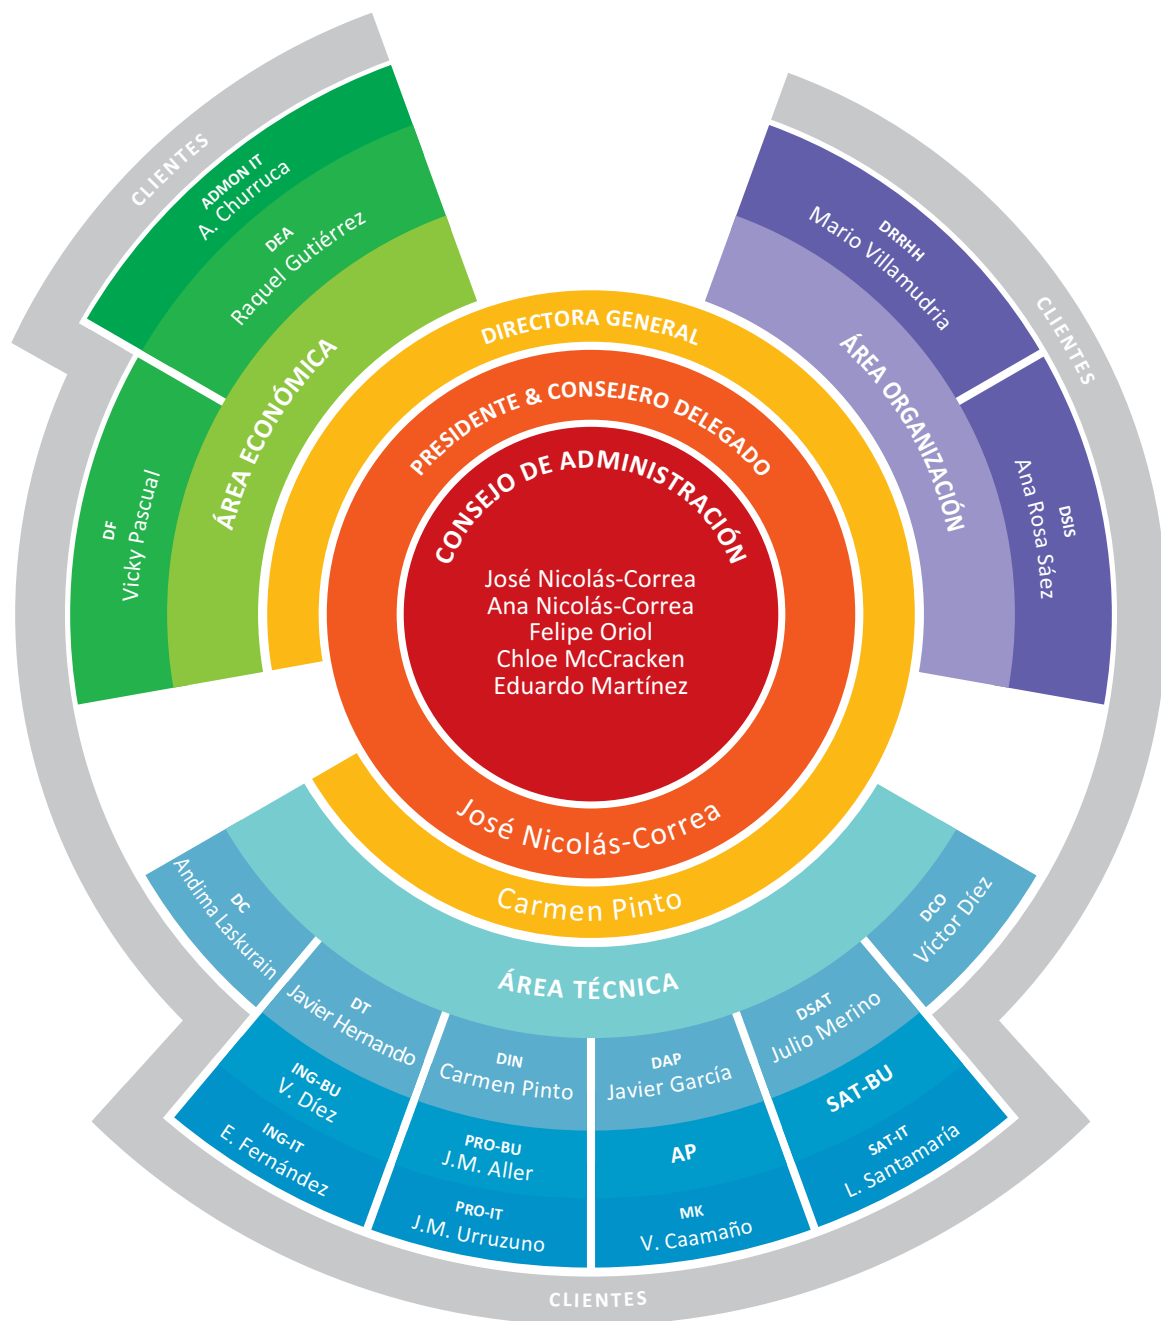 CLIENTES
ADMON IT
A. Churruca
DEA
Raquel Gutiérrez
DF
Vicky Pascual
ÁREA ECONÓMICA
CLIENTES
DRRHH
Mario Villamudria
DSIS
Ana Rosa Sáez
ÁREA ORGANIZACIÓN
DIRECTORA GENERAL
PRESIDENTE & CONSEJERO DELEGADO
CONSEJO DE ADMINISTRACIÓN
José Nicolás-Correa
Ana Nicolás-Correa
Felipe Oriol
Chloe McCracken
Eduardo Martínez
José Nicolás-Correa
Carmen Pinto
ÁREA TÉCNICA
DC
Andima Laskurain
DT
Javier Hernando
ING-BU
V. Díez
ING-IT
E. Fernández
DIN
Carmen Pinto
PRO-BU
J.M. Aller
PRO-IT
J.M. Urruzuno
DAP
Javier García
AP
MK
V. Caamaño
DSAT
Julio Merino
SAT-BU
SAT-IT
L. Santamaría
DCO
Víctor Díez
CLIENTES